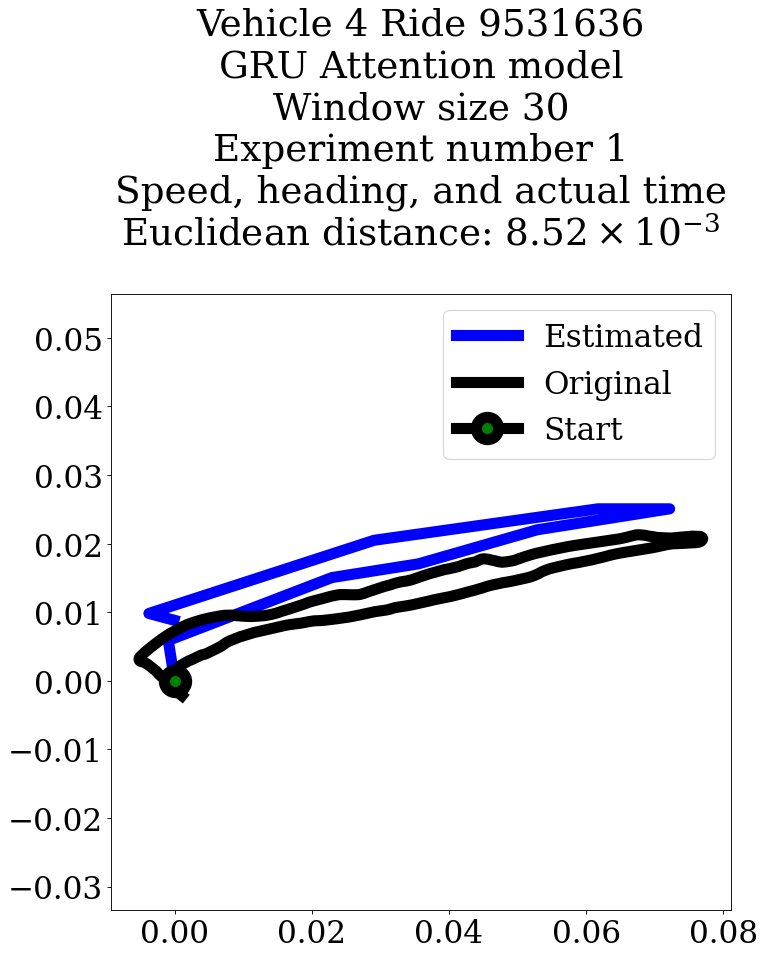 Vehicle 4 Ride 9531636
GRU Attention model
Window size 30
Experiment number 1
Speed, heading, and actual time
Euclidean distance: 8.52 × 10⁻³
Estimated
Original
Start
0.05
0.04
0.03
0.02
0.01
0.00
−0.01
−0.02
−0.03
0.00 0.02 0.04 0.06 0.08